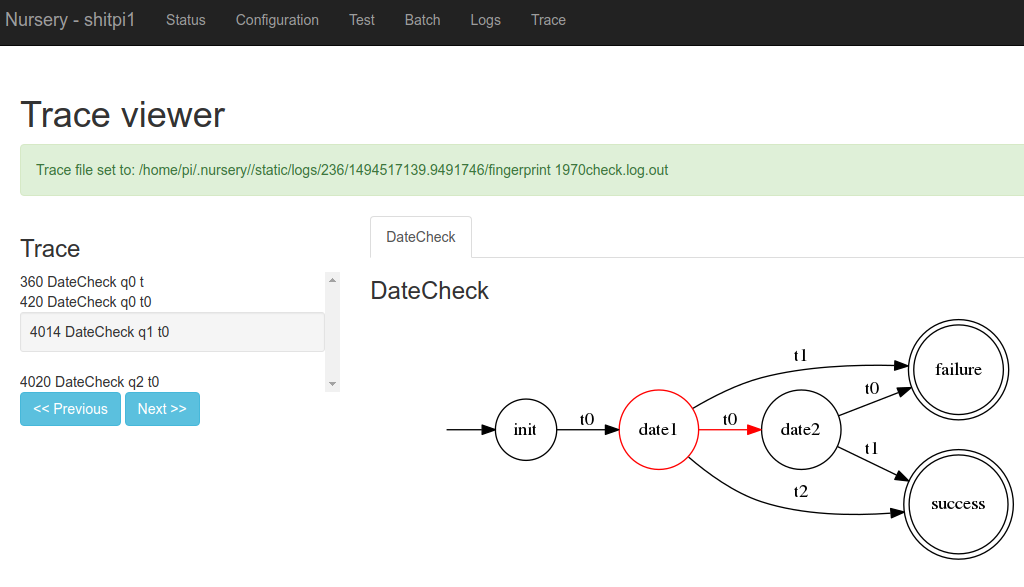 Nursery - shitpi1 Status Configuration Test Batch Logs Trace
Trace viewer
Trace file set to: /home/pi/.nursery//static/logs/236/1494517139.9491746/fingerprint 1970check.log.out
Trace
360 DateCheck q0 t
420 DateCheck q0 t0
4014 DateCheck q1 t0
4020 DateCheck q2 t0
<< Previous Next >>
DateCheck
DateCheck
t1
failure
t0
init t0 date1 t0 date2
t1
t2
success